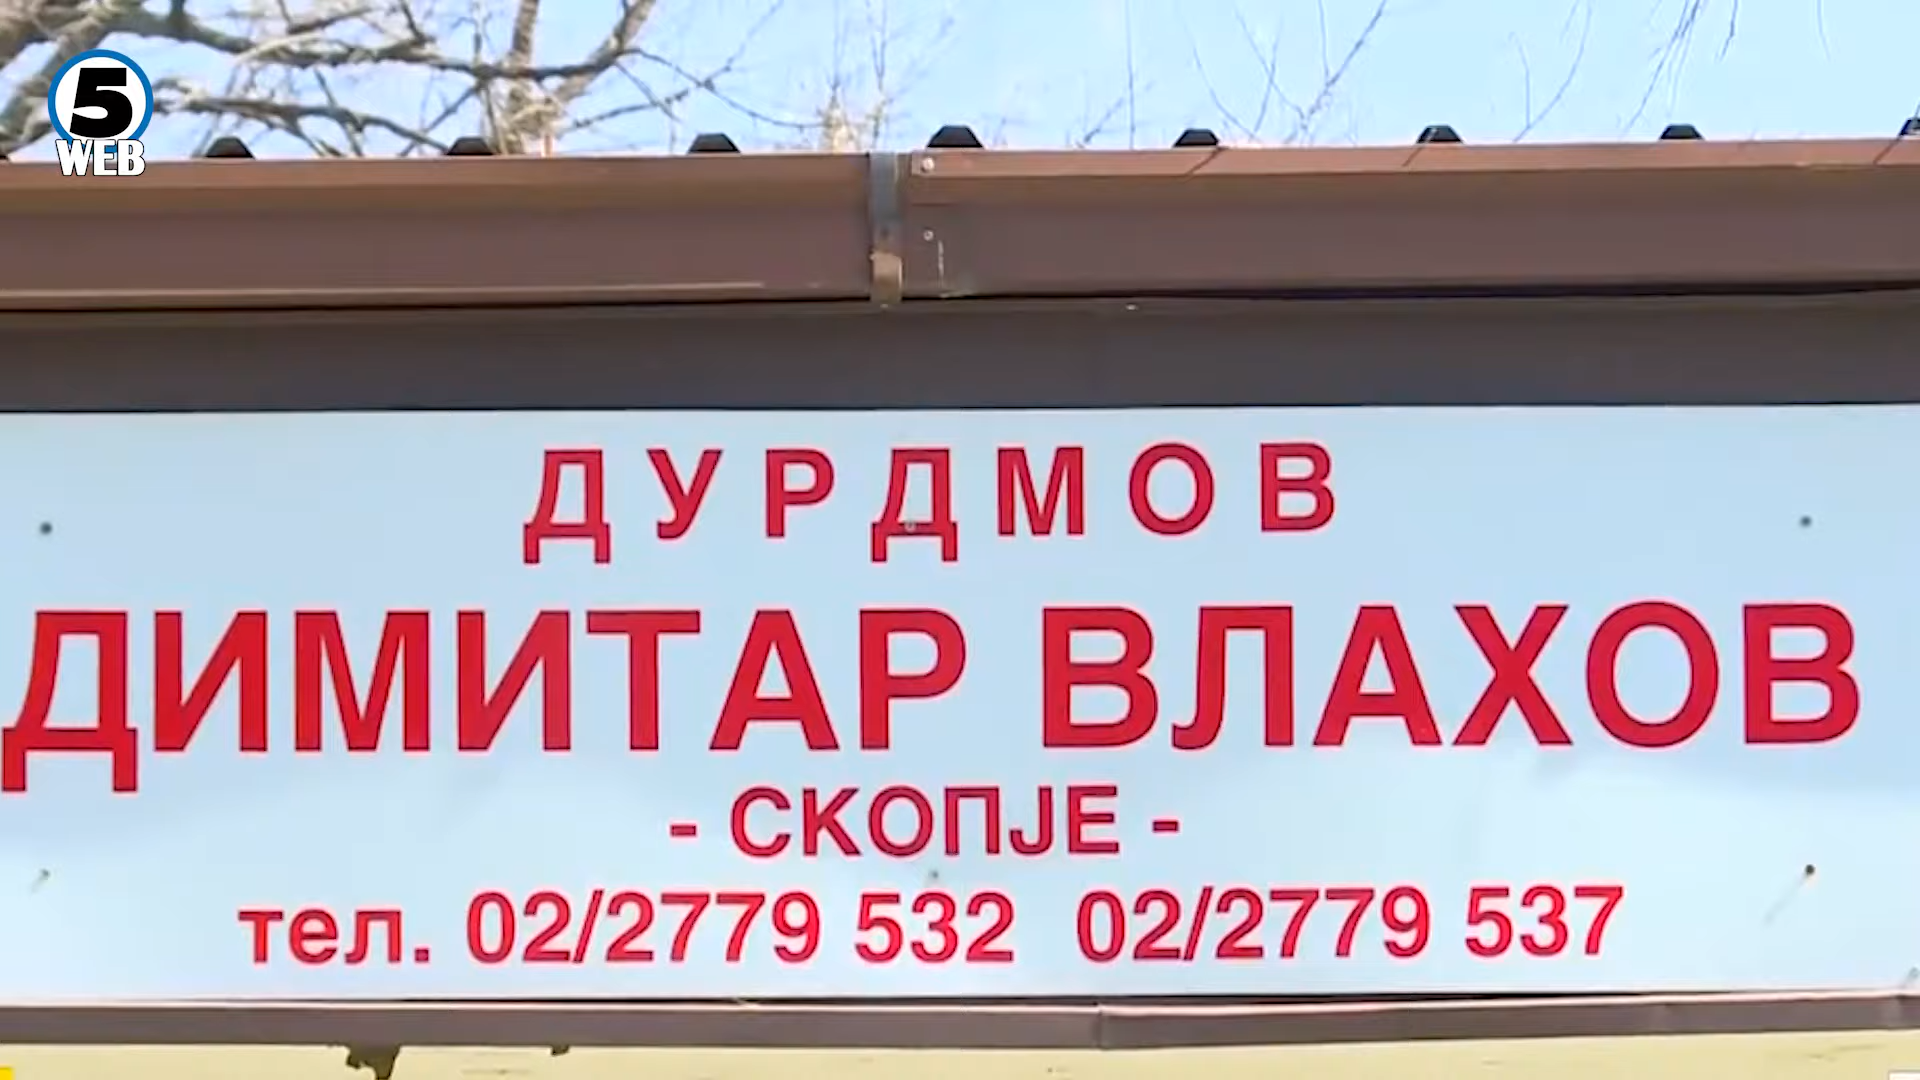 5
WEB
ДУРДМОВ
ДИМИТАР ВЛАХОВ
- СКОПЈЕ -
тел. 02/2779 532 02/2779 537